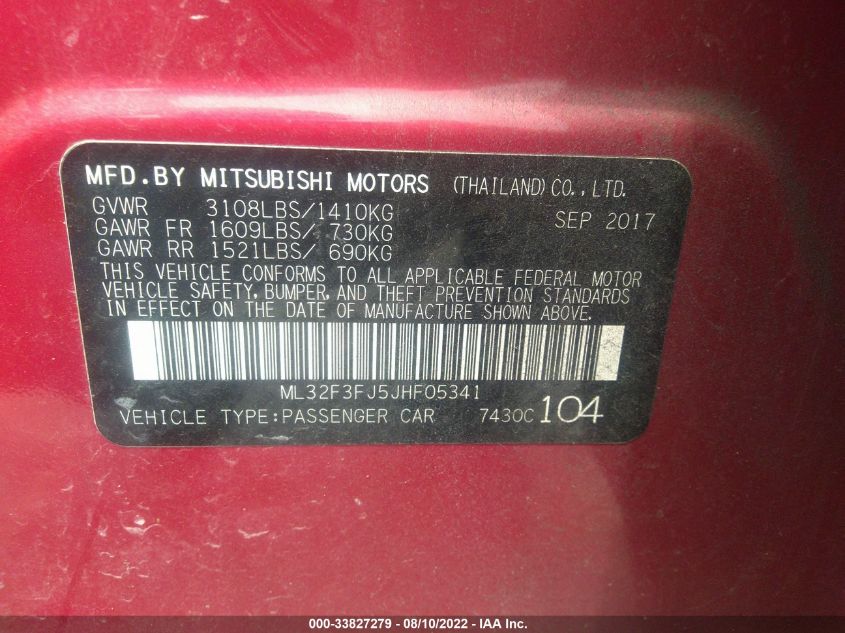 MFD.BY MITSUBISHI MOTORS (THAILAND)CO.,LTD.
GVWR 3108LBS/1410KG SEP 2017
GAWR FR 1609LBS/ 730KG
GAWR RR 1521LBS/ 690KG
THIS VEHICLE CONFORMS TO ALL APPLICABLE FEDERAL MOTOR
VEHICLE SAFETY, BUMPER, AND THEFT PREVENTION STANDARDS
IN EFFECT ON THE DATE OF MANUFACTURE SHOWN ABOVE.
ML32F3FJ5JHF05341
VEHICLE TYPE:PASSENGER CAR 7430C 104
000-33827279 - 08/10/2022 - IAA Inc.